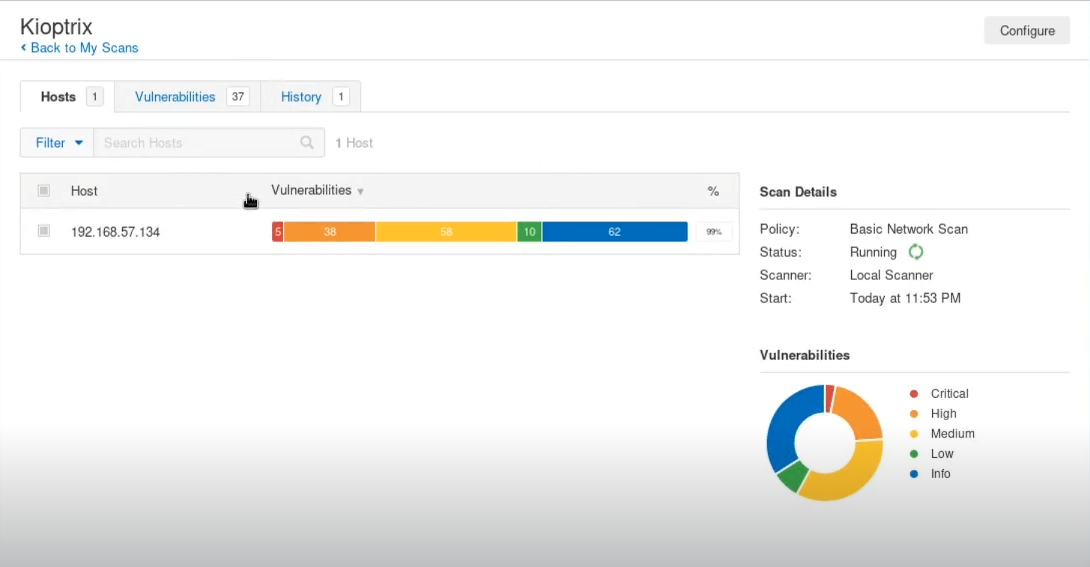 Kioptrix
Back to My Scans
Configure
Hosts 1 Vulnerabilities 37 History 1
Filter Search Hosts 1 Host
Host Vulnerabilities %
192.168.57.134 5 38 58 10 62 99%
Scan Details
Policy: Basic Network Scan
Status: Running
Scanner: Local Scanner
Start: Today at 11:53 PM
Vulnerabilities
Critical
High
Medium
Low
Info